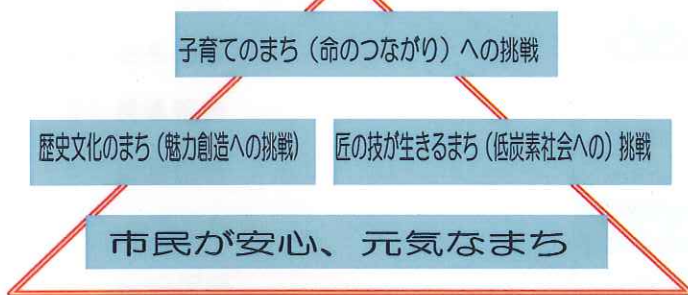 子育てのまち（命のつながり）への挑戦
歴史文化のまち（魅力創造への挑戦）
匠の技が生きるまち（低炭素社会への）挑戦
市民が安心、元気なまち